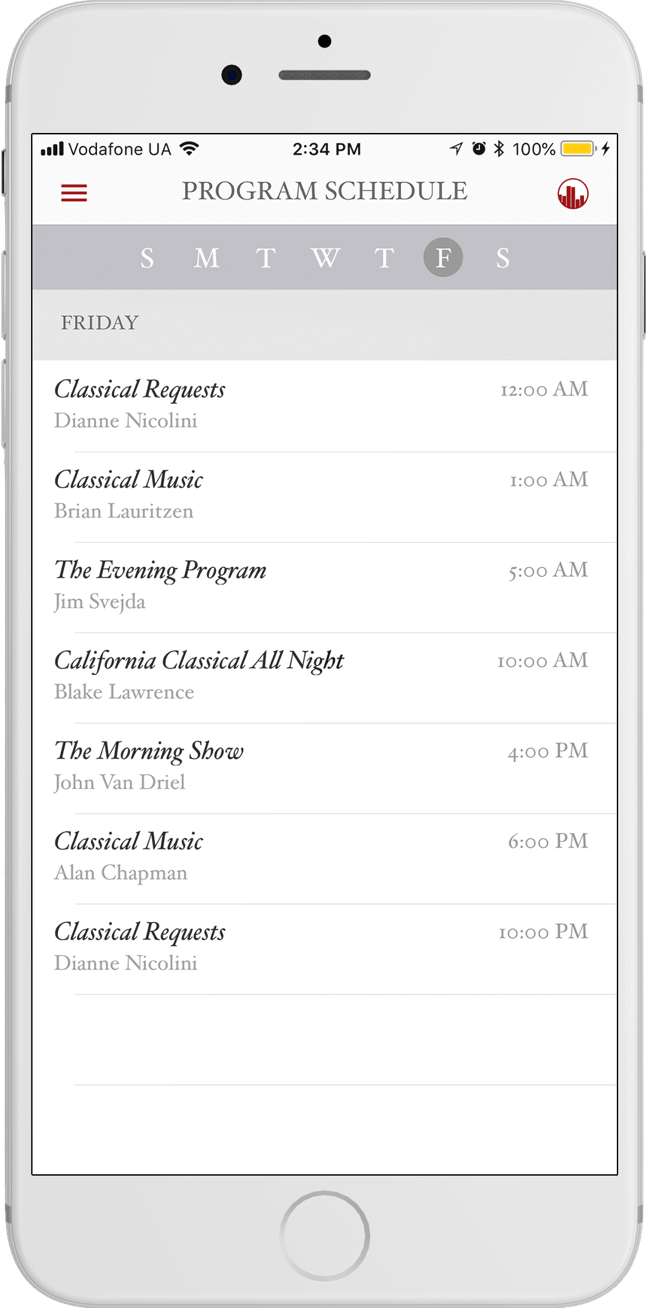 Vodafone UA 2:34 PM 100%
PROGRAM SCHEDULE
S M T W T F S
FRIDAY
Classical Requests 12:00 AM
Dianne Nicolini
Classical Music 1:00 AM
Brian Lauritzen
The Evening Program 5:00 AM
Jim Svejda
California Classical All Night 10:00 AM
Blake Lawrence
The Morning Show 4:00 PM
John Van Driel
Classical Music 6:00 PM
Alan Chapman
Classical Requests 10:00 PM
Dianne Nicolini